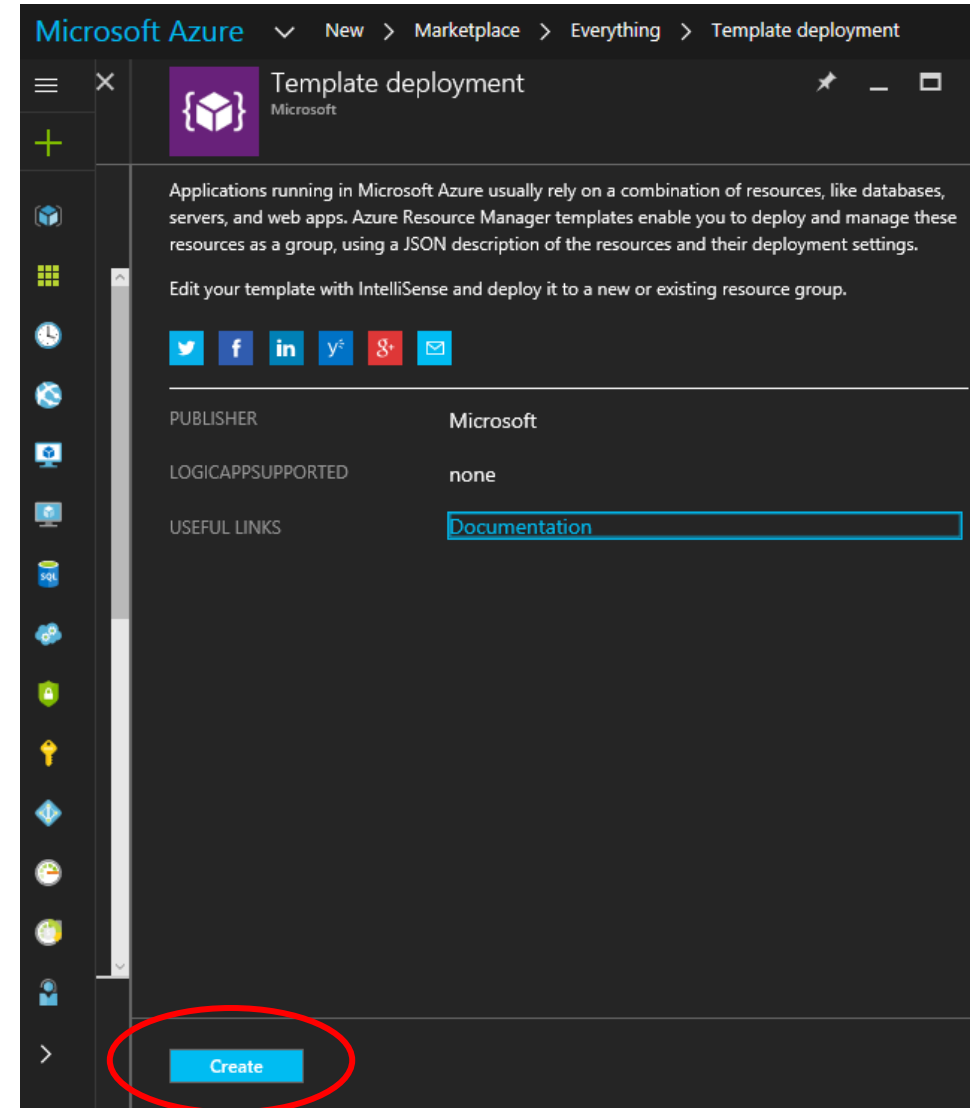 Microsoft Azure New > Marketplace > Everything > Template deployment
Template deployment
Microsoft
Applications running in Microsoft Azure usually rely on a combination of resources, like databases,
servers, and web apps. Azure Resource Manager templates enable you to deploy and manage these
resources as a group, using a JSON description of the resources and their deployment settings.
Edit your template with IntelliSense and deploy it to a new or existing resource group.
PUBLISHER Microsoft
LOGICAPPSUPPORTED none
USEFUL LINKS Documentation
SQL
Create